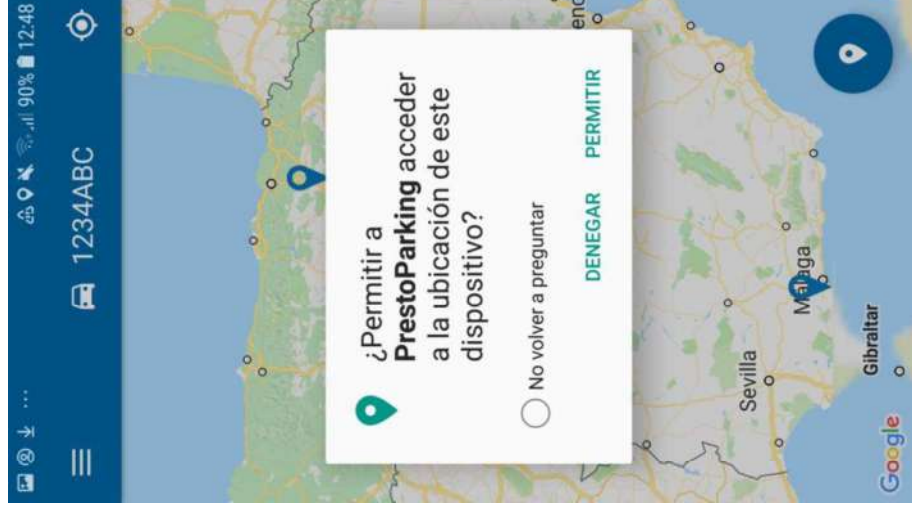 90% 12:48
1234ABC
enc
¿Permitir a
PrestoParking acceder
a la ubicación de este
dispositivo?
No volver a preguntar
DENEGAR PERMITIR
Sevilla
Málaga
Gibraltar
Google